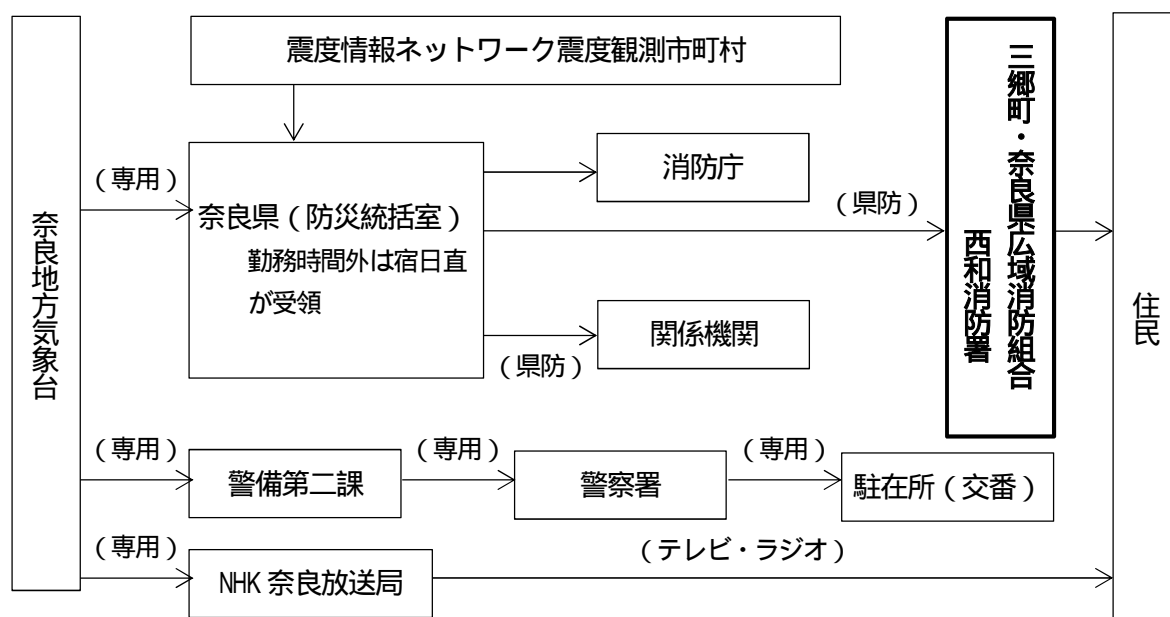 震度情報ネットワーク震度観測市町村
奈良地方気象台
(専用)
奈良県(防災統括室)
勤務時間外は宿日直
が受領
消防庁
(県防)
関係機関
(県防)
三郷町・奈良県広域消防組合
西和消防署
住民
(専用)
警備第二課
(専用)
警察署
(専用)
駐在所(交番)
(専用)
NHK 奈良放送局
(テレビ・ラジオ)